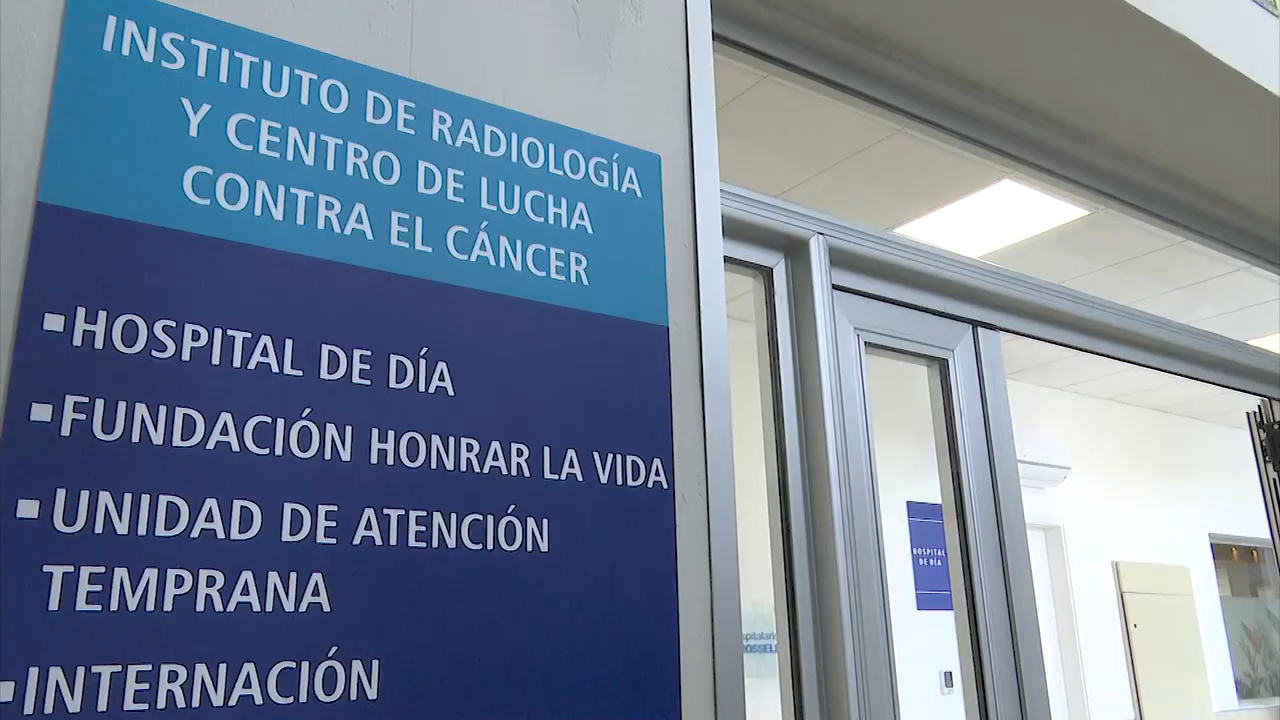 INSTITUTO DE RADIOLOGÍA
Y CENTRO DE LUCHA
CONTRA EL CÁNCER
▪HOSPITAL DE DÍA
▪FUNDACIÓN HONRAR LA VIDA
▪UNIDAD DE ATENCIÓN
TEMPRANA
▪INTERNACIÓN
HOSPITAL
DE DÍA